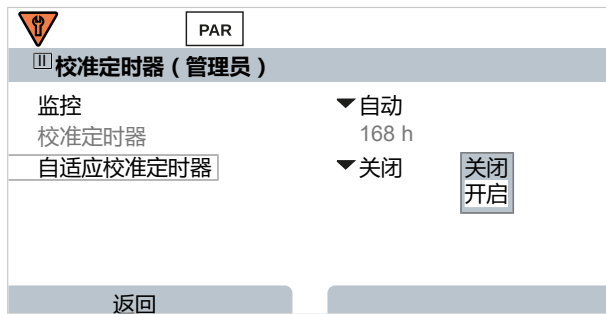 PAR
II 校准定时器（管理员）
监控 自动
校准定时器 168 h
自适应校准定时器 关闭 关闭
开启
返回